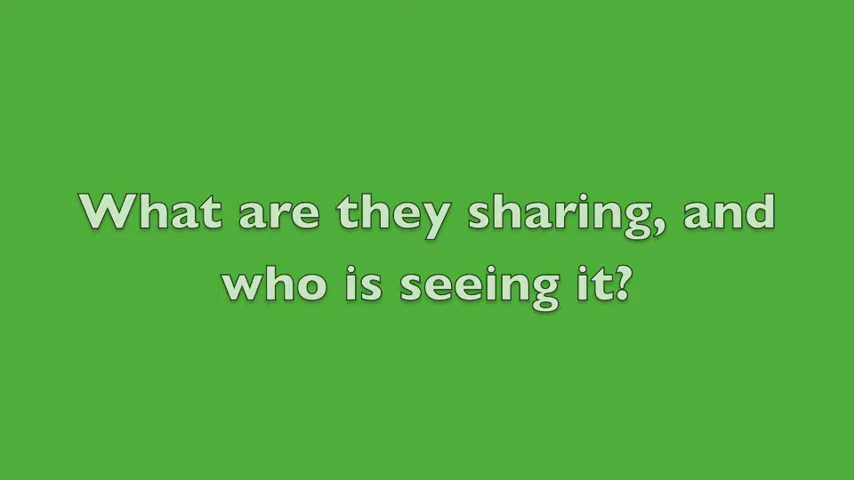 What are they sharing, and
who is seeing it?